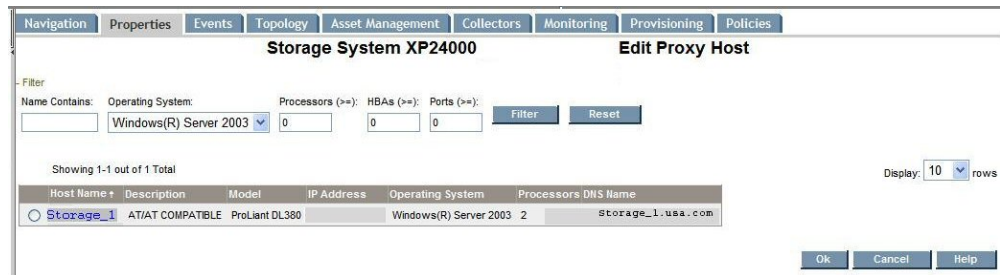 Navigation Properties Events Topology Asset Management Collectors Monitoring Provisioning Policies
Storage System XP24000 Edit Proxy Host
- Filter
Name Contains: Operating System: Processors (>=): HBAs (>=): Ports (>=):
Windows(R) Server 2003 0 0 0 Filter Reset
Showing 1-1 out of 1 Total
Display: 10 rows
Host Name Description Model IP Address Operating System Processors DNS Name
Storage_1 AT/AT COMPATIBLE ProLiant DL380 Windows(R) Server 2003 2 Storage_1.usa.com
Ok Cancel Help